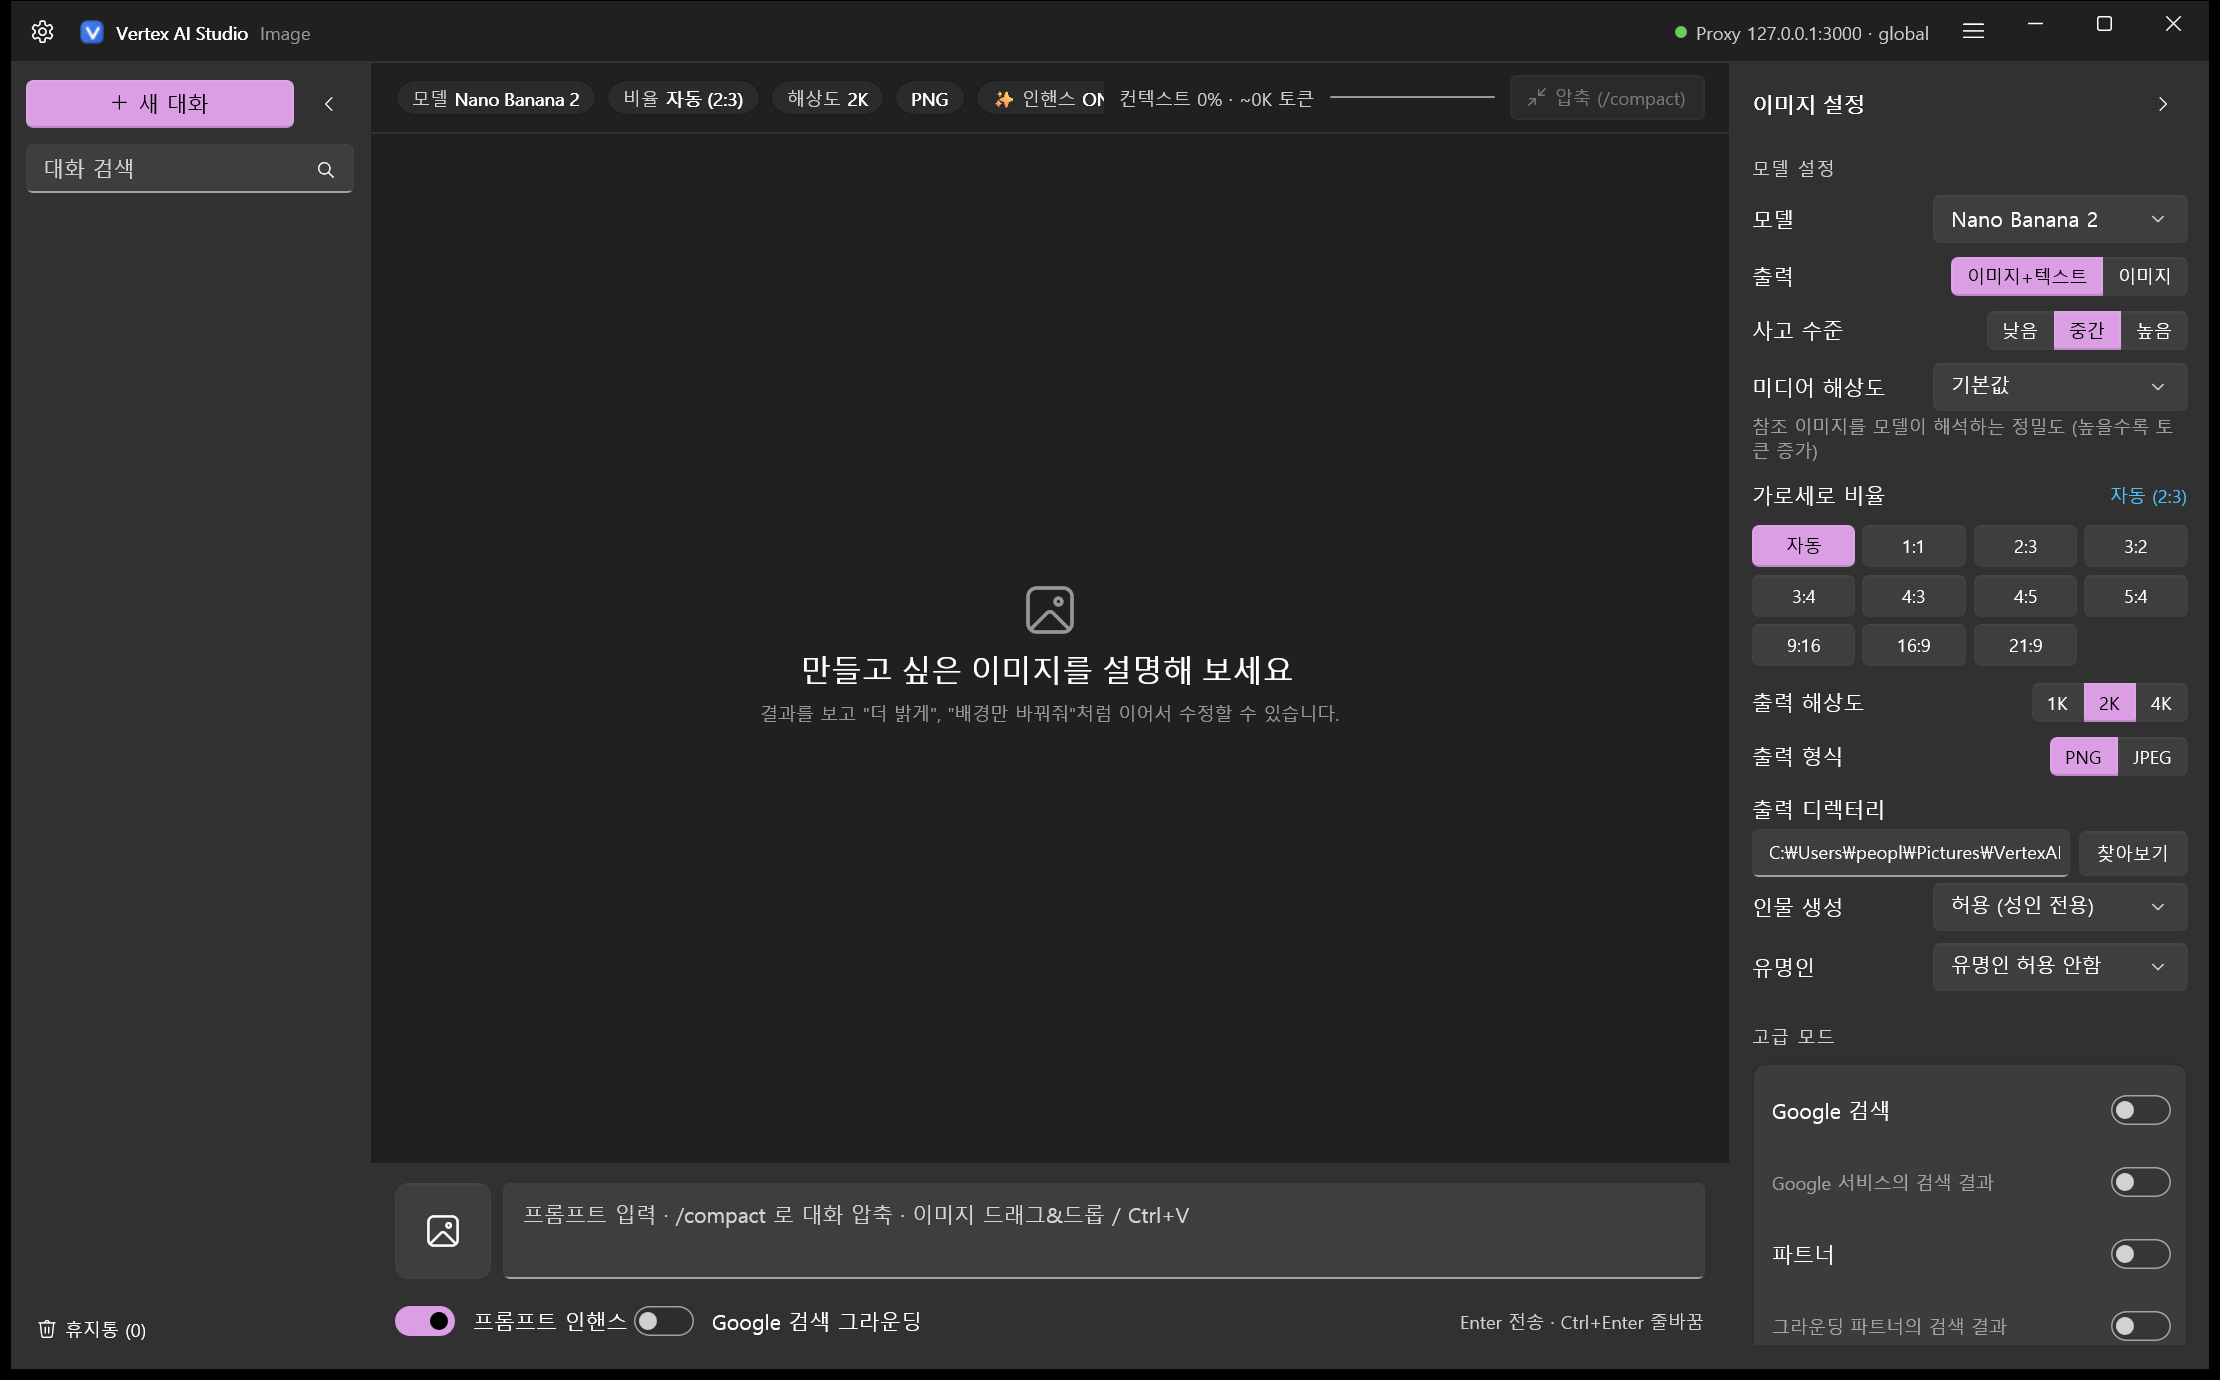 Vertex AI Studio Image
Proxy 127.0.0.1:3000 · global
+ 새 대화
대화 검색
휴지통 (0)
모델 Nano Banana 2
비율 자동 (2:3)
해상도 2K
PNG
✨ 인핸스 ON
컨텍스트 0% · ~0K 토큰
압축 (/compact)
만들고 싶은 이미지를 설명해 보세요
결과를 보고 "더 밝게", "배경만 바꿔줘"처럼 이어서 수정할 수 있습니다.
프롬프트 입력 · /compact 로 대화 압축 · 이미지 드래그&드롭 / Ctrl+V
프롬프트 인핸스
Google 검색 그라운딩
Enter 전송 · Ctrl+Enter 줄바꿈
이미지 설정
모델 설정
모델 Nano Banana 2
출력 이미지+텍스트 이미지
사고 수준 낮음 중간 높음
미디어 해상도 기본값
참조 이미지를 모델이 해석하는 정밀도 (높을수록 토
큰 증가)
가로세로 비율 자동 (2:3)
자동 1:1 2:3 3:2
3:4 4:3 4:5 5:4
9:16 16:9 21:9
출력 해상도 1K 2K 4K
출력 형식 PNG JPEG
출력 디렉터리
C:₩Users₩peopl₩Pictures₩VertexAI 찾아보기
인물 생성 허용 (성인 전용)
유명인 유명인 허용 안함
고급 모드
Google 검색
Google 서비스의 검색 결과
파트너
그라운딩 파트너의 검색 결과